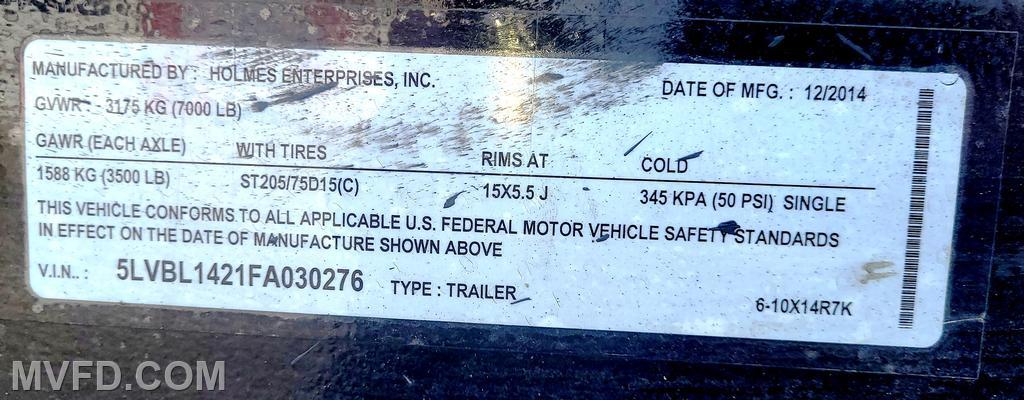 MANUFACTURED BY : HOLMES ENTERPRISES, INC.
DATE OF MFG. : 12/2014
GVWR - 3175 KG (7000 LB)
GAWR (EACH AXLE) WITH TIRES RIMS AT COLD
1588 KG (3500 LB) ST205/75D15(C) 15X5.5 J 345 KPA (50 PSI) SINGLE
THIS VEHICLE CONFORMS TO ALL APPLICABLE U.S. FEDERAL MOTOR VEHICLE SAFETY STANDARDS
IN EFFECT ON THE DATE OF MANUFACTURE SHOWN ABOVE
V.I.N.. : 5LVBL1421FA030276 TYPE : TRAILER
6-10X14R7K
MVFD.COM